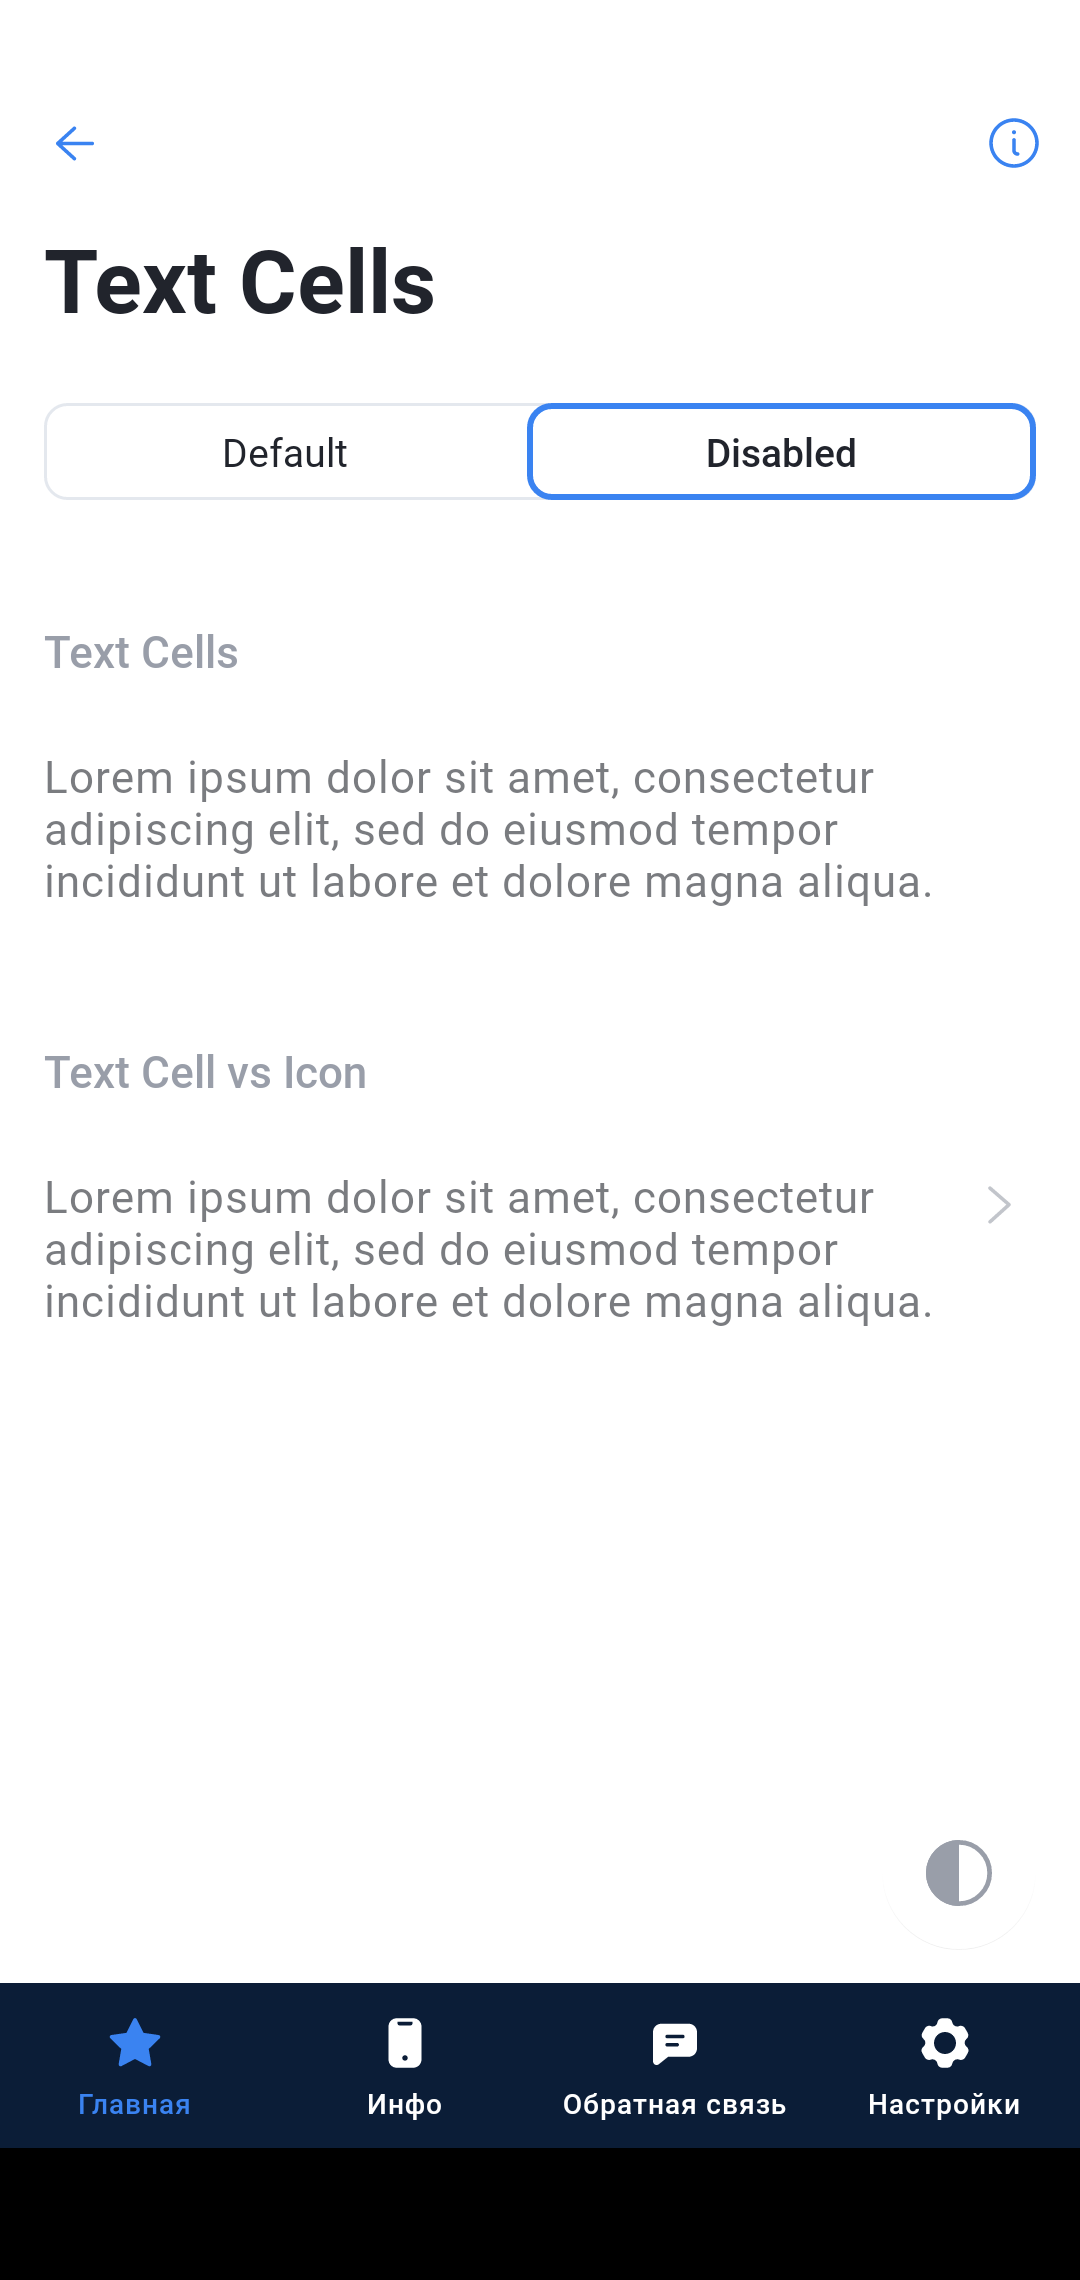 Text Cells
Default
Disabled
Text Cells
Lorem ipsum dolor sit amet, consectetur
adipiscing elit, sed do eiusmod tempor
incididunt ut labore et dolore magna aliqua.
Text Cell vs Icon
Lorem ipsum dolor sit amet, consectetur
adipiscing elit, sed do eiusmod tempor
incididunt ut labore et dolore magna aliqua.
Главная
Инфо
Обратная связь
Настройки